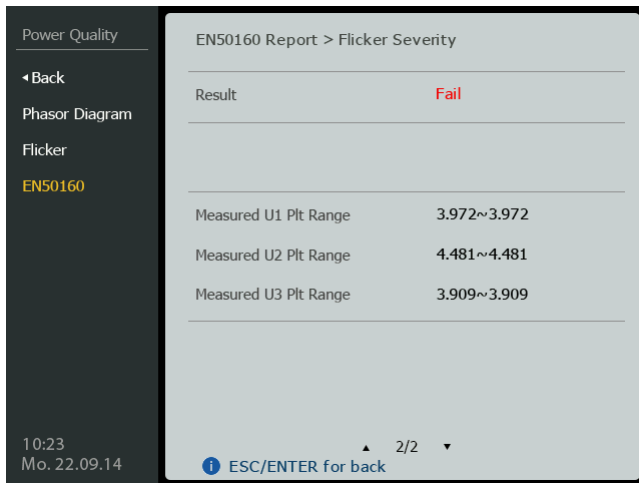 Power Quality
◂Back
Phasor Diagram
Flicker
EN50160
10:23
Mo. 22.09.14
EN50160 Report > Flicker Severity
Result Fail
Measured U1 Plt Range 3.972~3.972
Measured U2 Plt Range 4.481~4.481
Measured U3 Plt Range 3.909~3.909
▲ 2/2 ▼
i ESC/ENTER for back